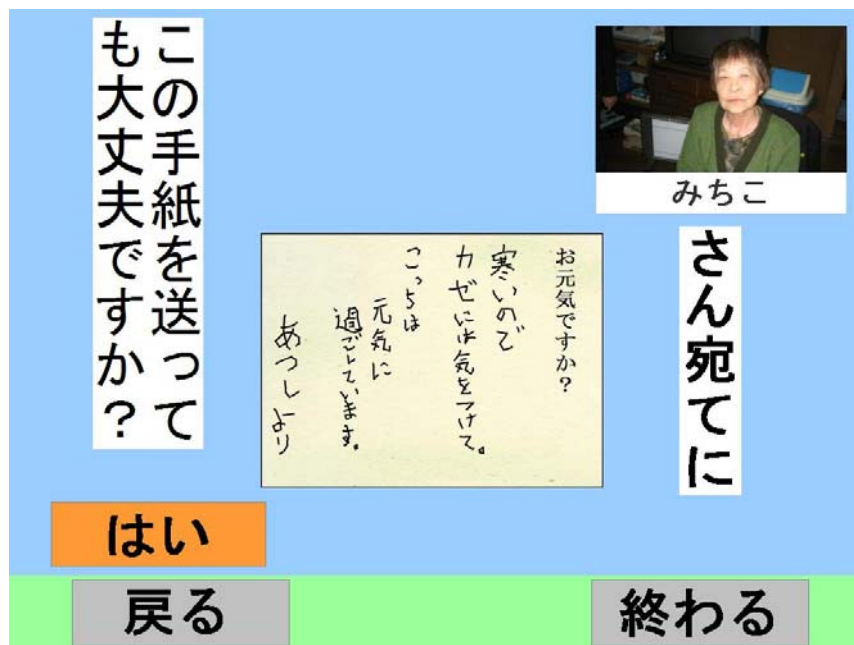 みちこ
さん宛てに
お元気ですか？
寒いので
カゼには気をつけて。
こっちは
元気に
過ごしています。
あつしより
この手紙を送って
も大丈夫ですか？
はい
戻る
終わる